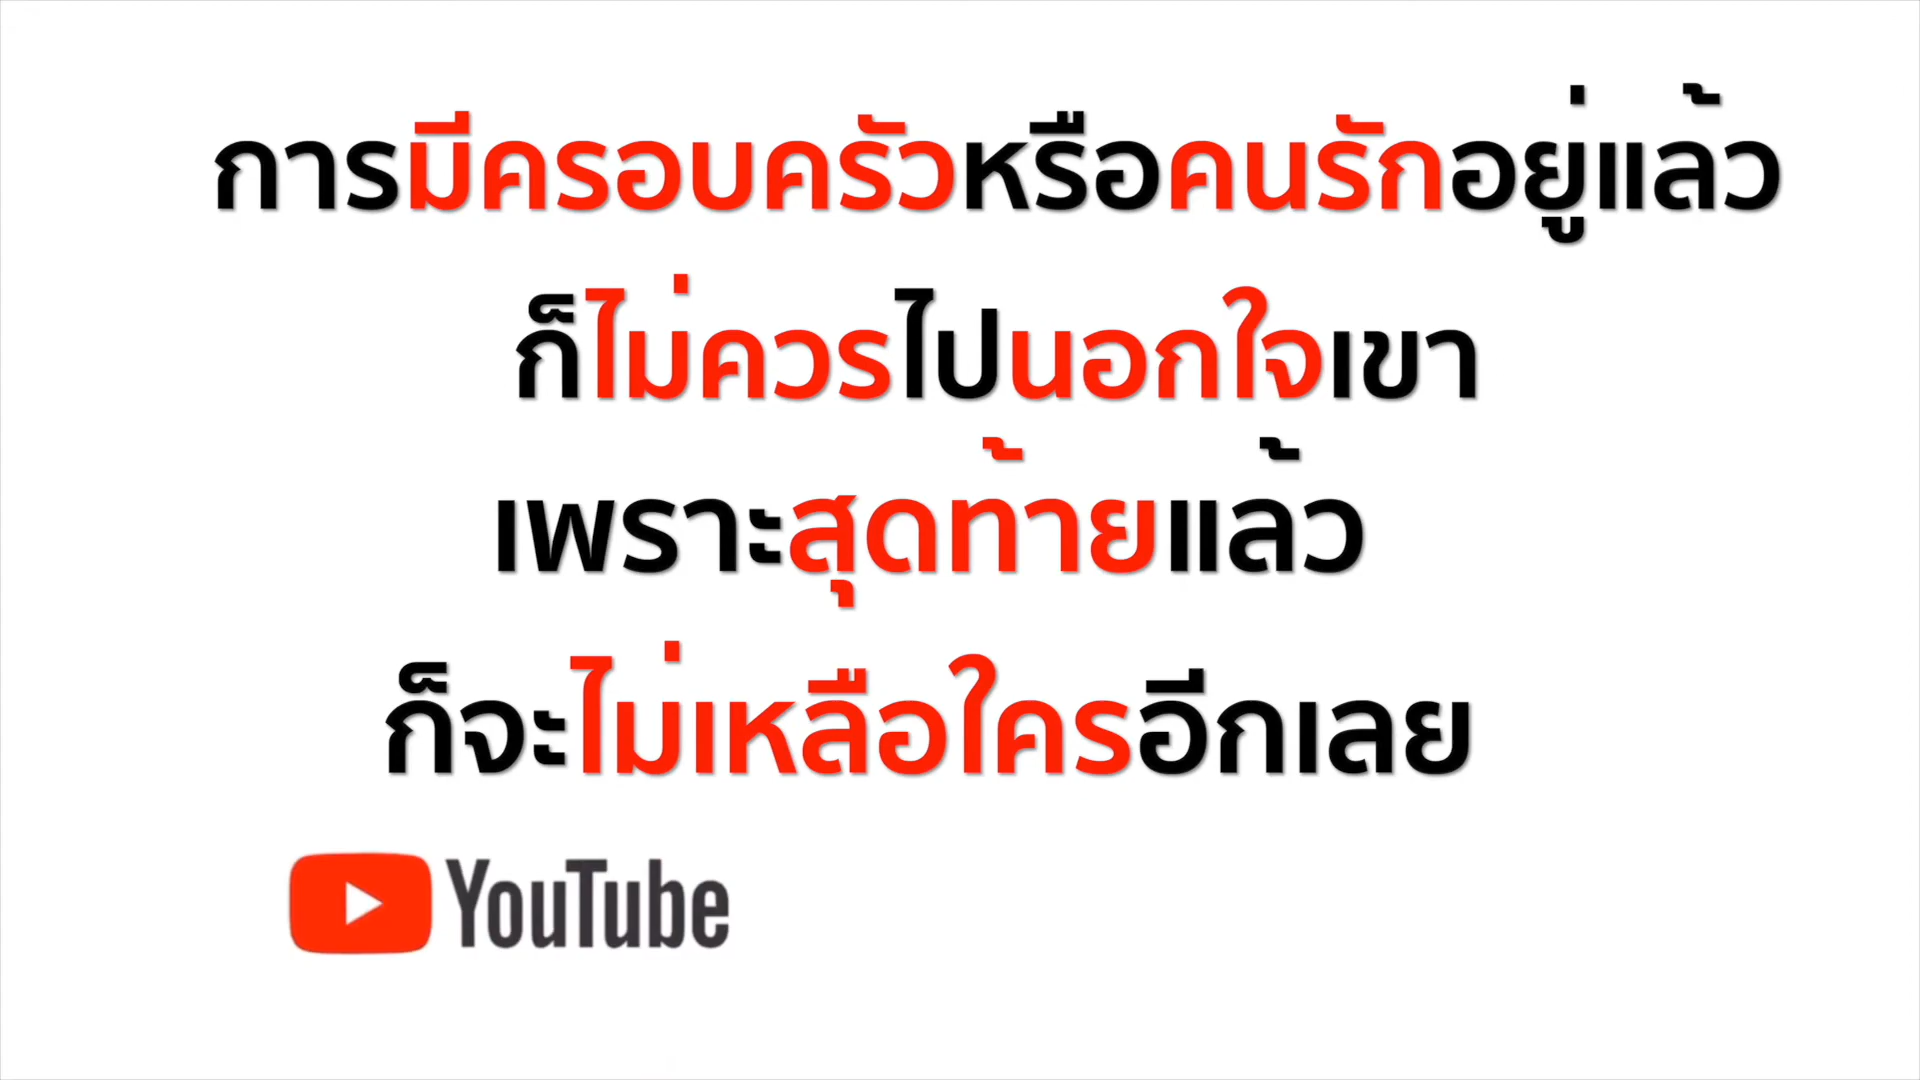 การมีครอบครัวหรือคนรักอยู่แล้ว
ก็ไม่ควรไปนอกใจเขา
เพราะสุดท้ายแล้ว
ก็จะไม่เหลือใครอีกเลย
YouTube